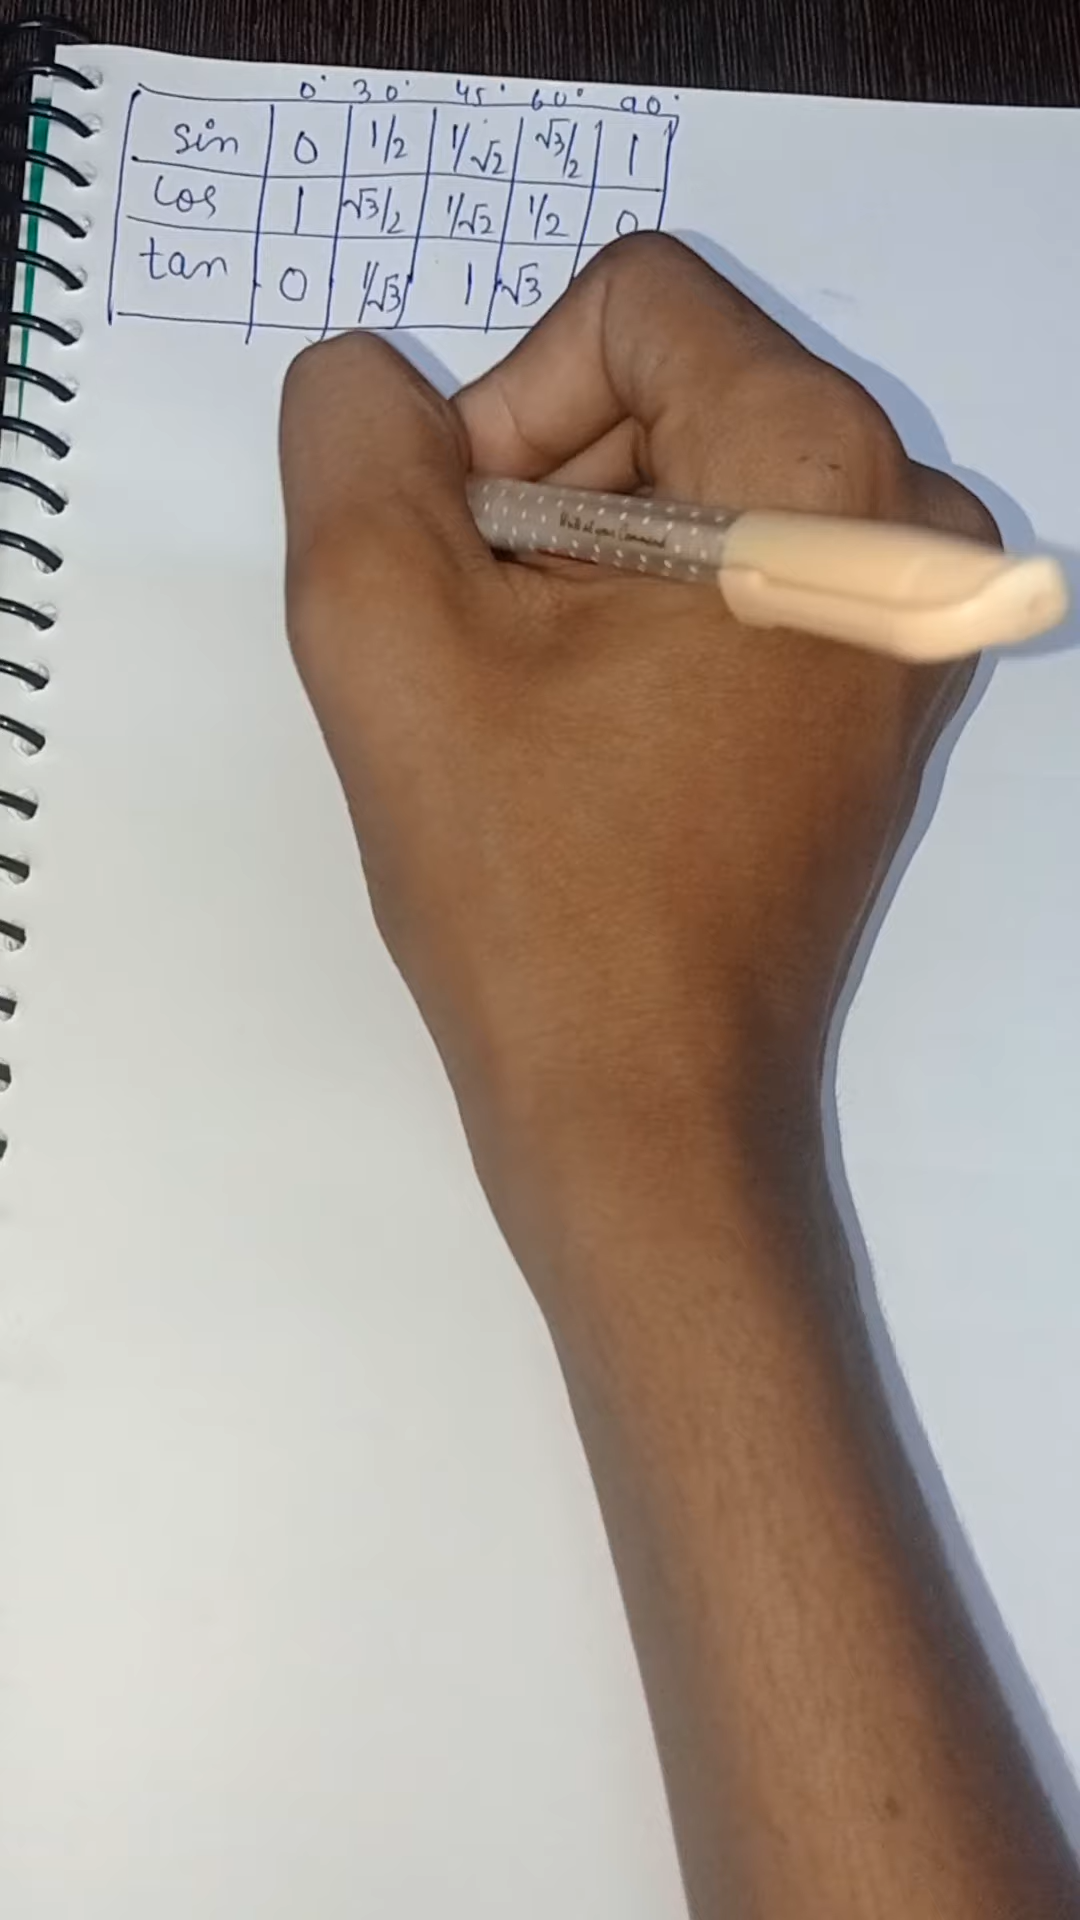 0° 30° 45° 60° 90°
sin 0 1/2 1/√2 √3/2 1
cos 1 √3/2 1/√2 1/2 0
tan 0 1/√3 1 √3